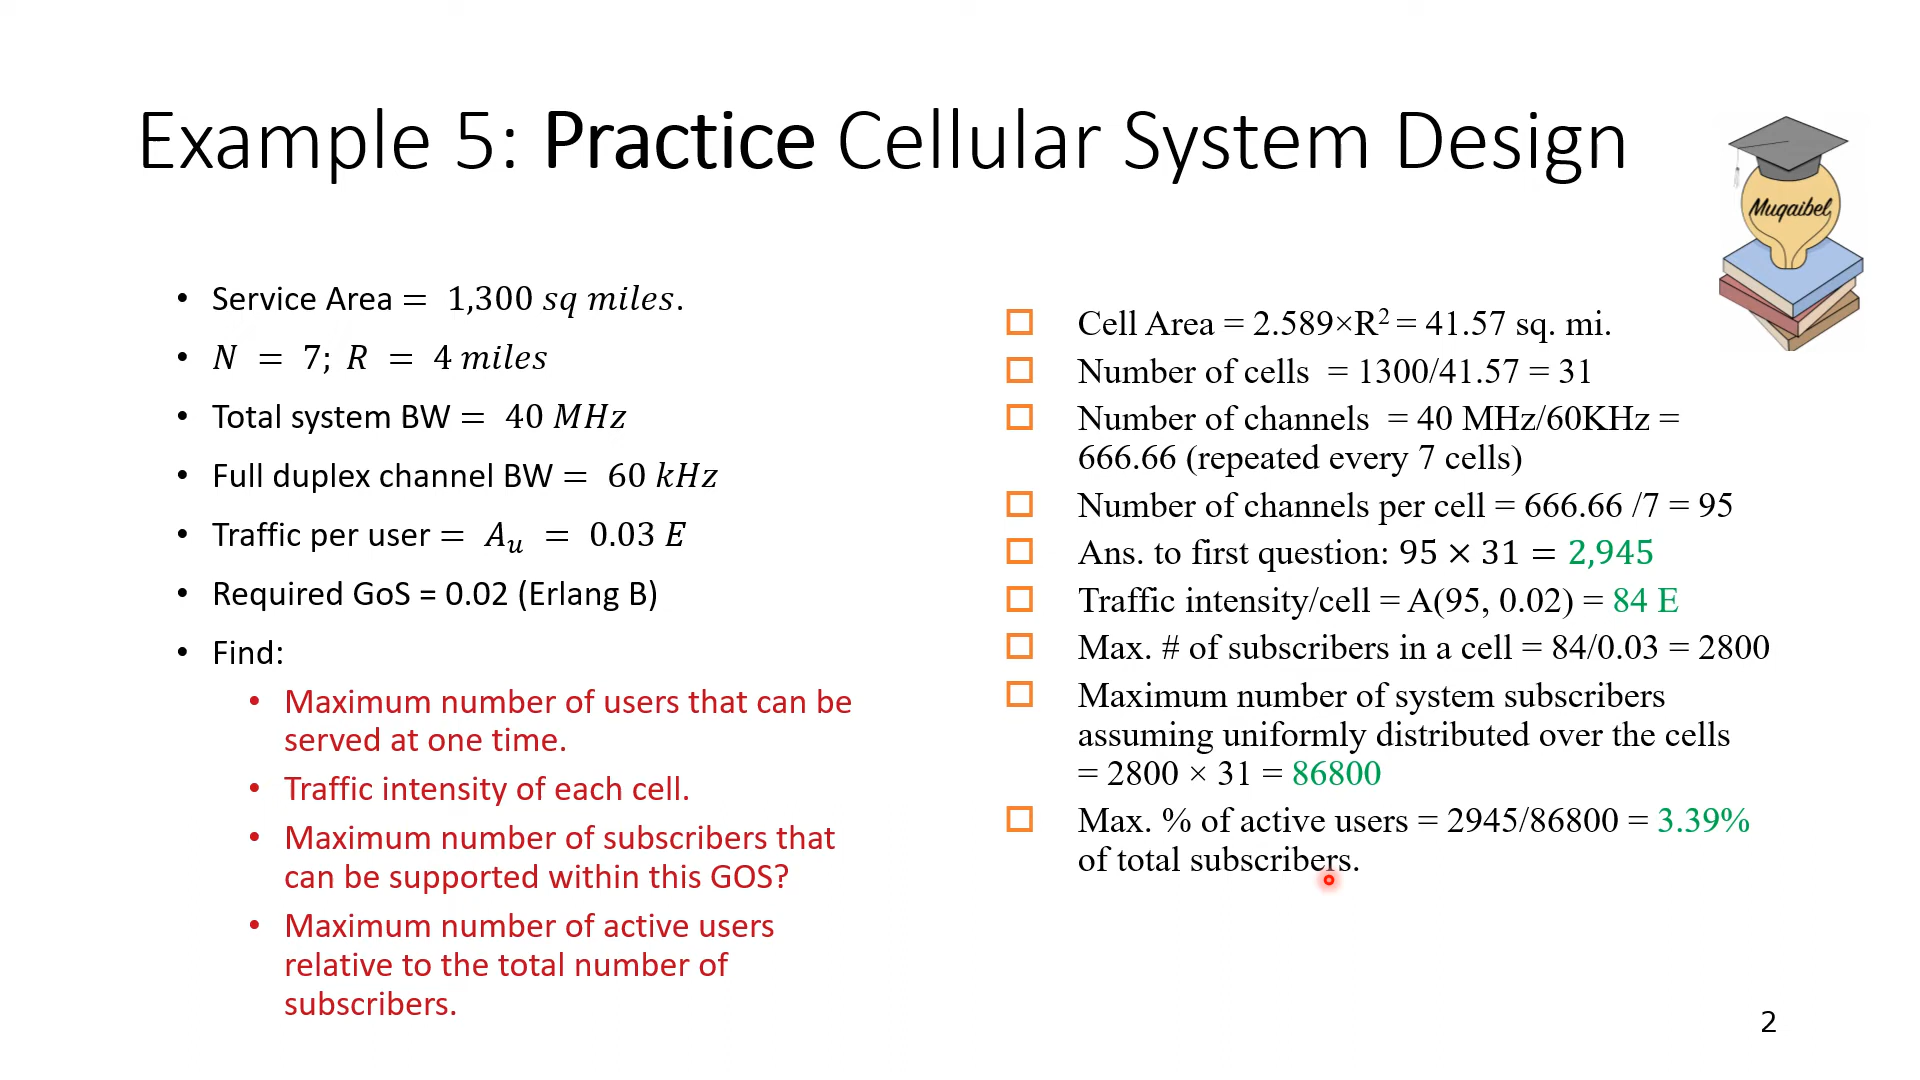 Example 5: Practice Cellular System Design
Muqaibel
• Service Area = 1,300 sq miles.
• N = 7; R = 4 miles
• Total system BW = 40 MHz
• Full duplex channel BW = 60 kHz
• Traffic per user = Aᵤ = 0.03 E
• Required GoS = 0.02 (Erlang B)
• Find:
• Maximum number of users that can be
served at one time.
• Traffic intensity of each cell.
• Maximum number of subscribers that
can be supported within this GOS?
• Maximum number of active users
relative to the total number of
subscribers.
Cell Area = 2.589×R² = 41.57 sq. mi.
Number of cells = 1300/41.57 = 31
Number of channels = 40 MHz/60KHz =
666.66 (repeated every 7 cells)
Number of channels per cell = 666.66 /7 = 95
Ans. to first question: 95 × 31 = 2,945
Traffic intensity/cell = A(95, 0.02) = 84 E
Max. # of subscribers in a cell = 84/0.03 = 2800
Maximum number of system subscribers
assuming uniformly distributed over the cells
= 2800 × 31 = 86800
Max. % of active users = 2945/86800 = 3.39%
of total subscribers.
2